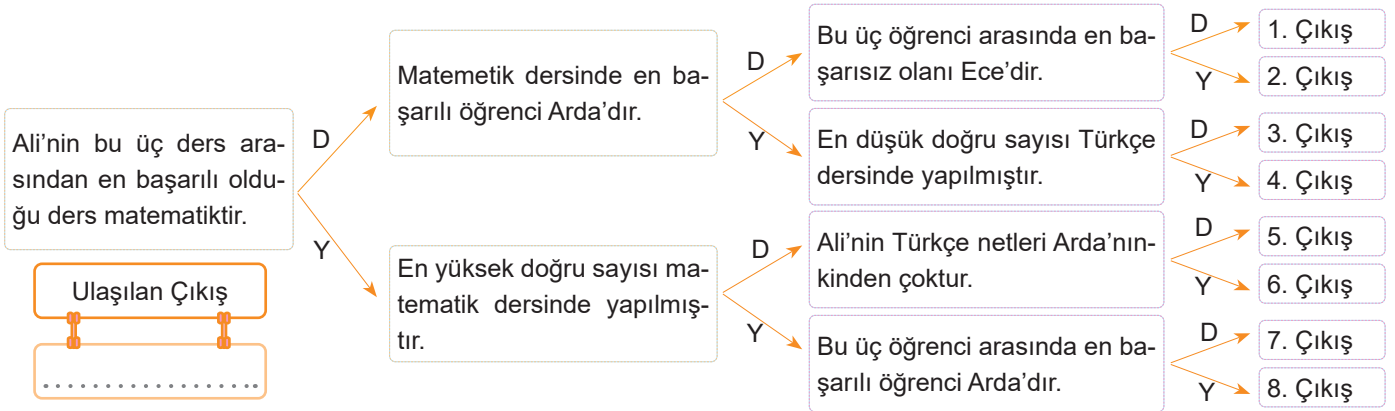 Ali’nin bu üç ders ara-
sından en başarılı oldu-
ğu ders matematiktir.
D
Y
Matemetik dersinde en ba-
şarılı öğrenci Arda’dır.
D
Y
En yüksek doğru sayısı ma-
tematik dersinde yapılmış-
tır.
D
Y
Bu üç öğrenci arasında en ba-
şarısız olanı Ece’dir.
D
Y
1. Çıkış
2. Çıkış
En düşük doğru sayısı Türkçe
dersinde yapılmıştır.
D
Y
3. Çıkış
4. Çıkış
Ali’nin Türkçe netleri Arda’nın-
kinden çoktur.
D
Y
5. Çıkış
6. Çıkış
Bu üç öğrenci arasında en ba-
şarılı öğrenci Arda’dır.
D
Y
7. Çıkış
8. Çıkış
Ulaşılan Çıkış
...................